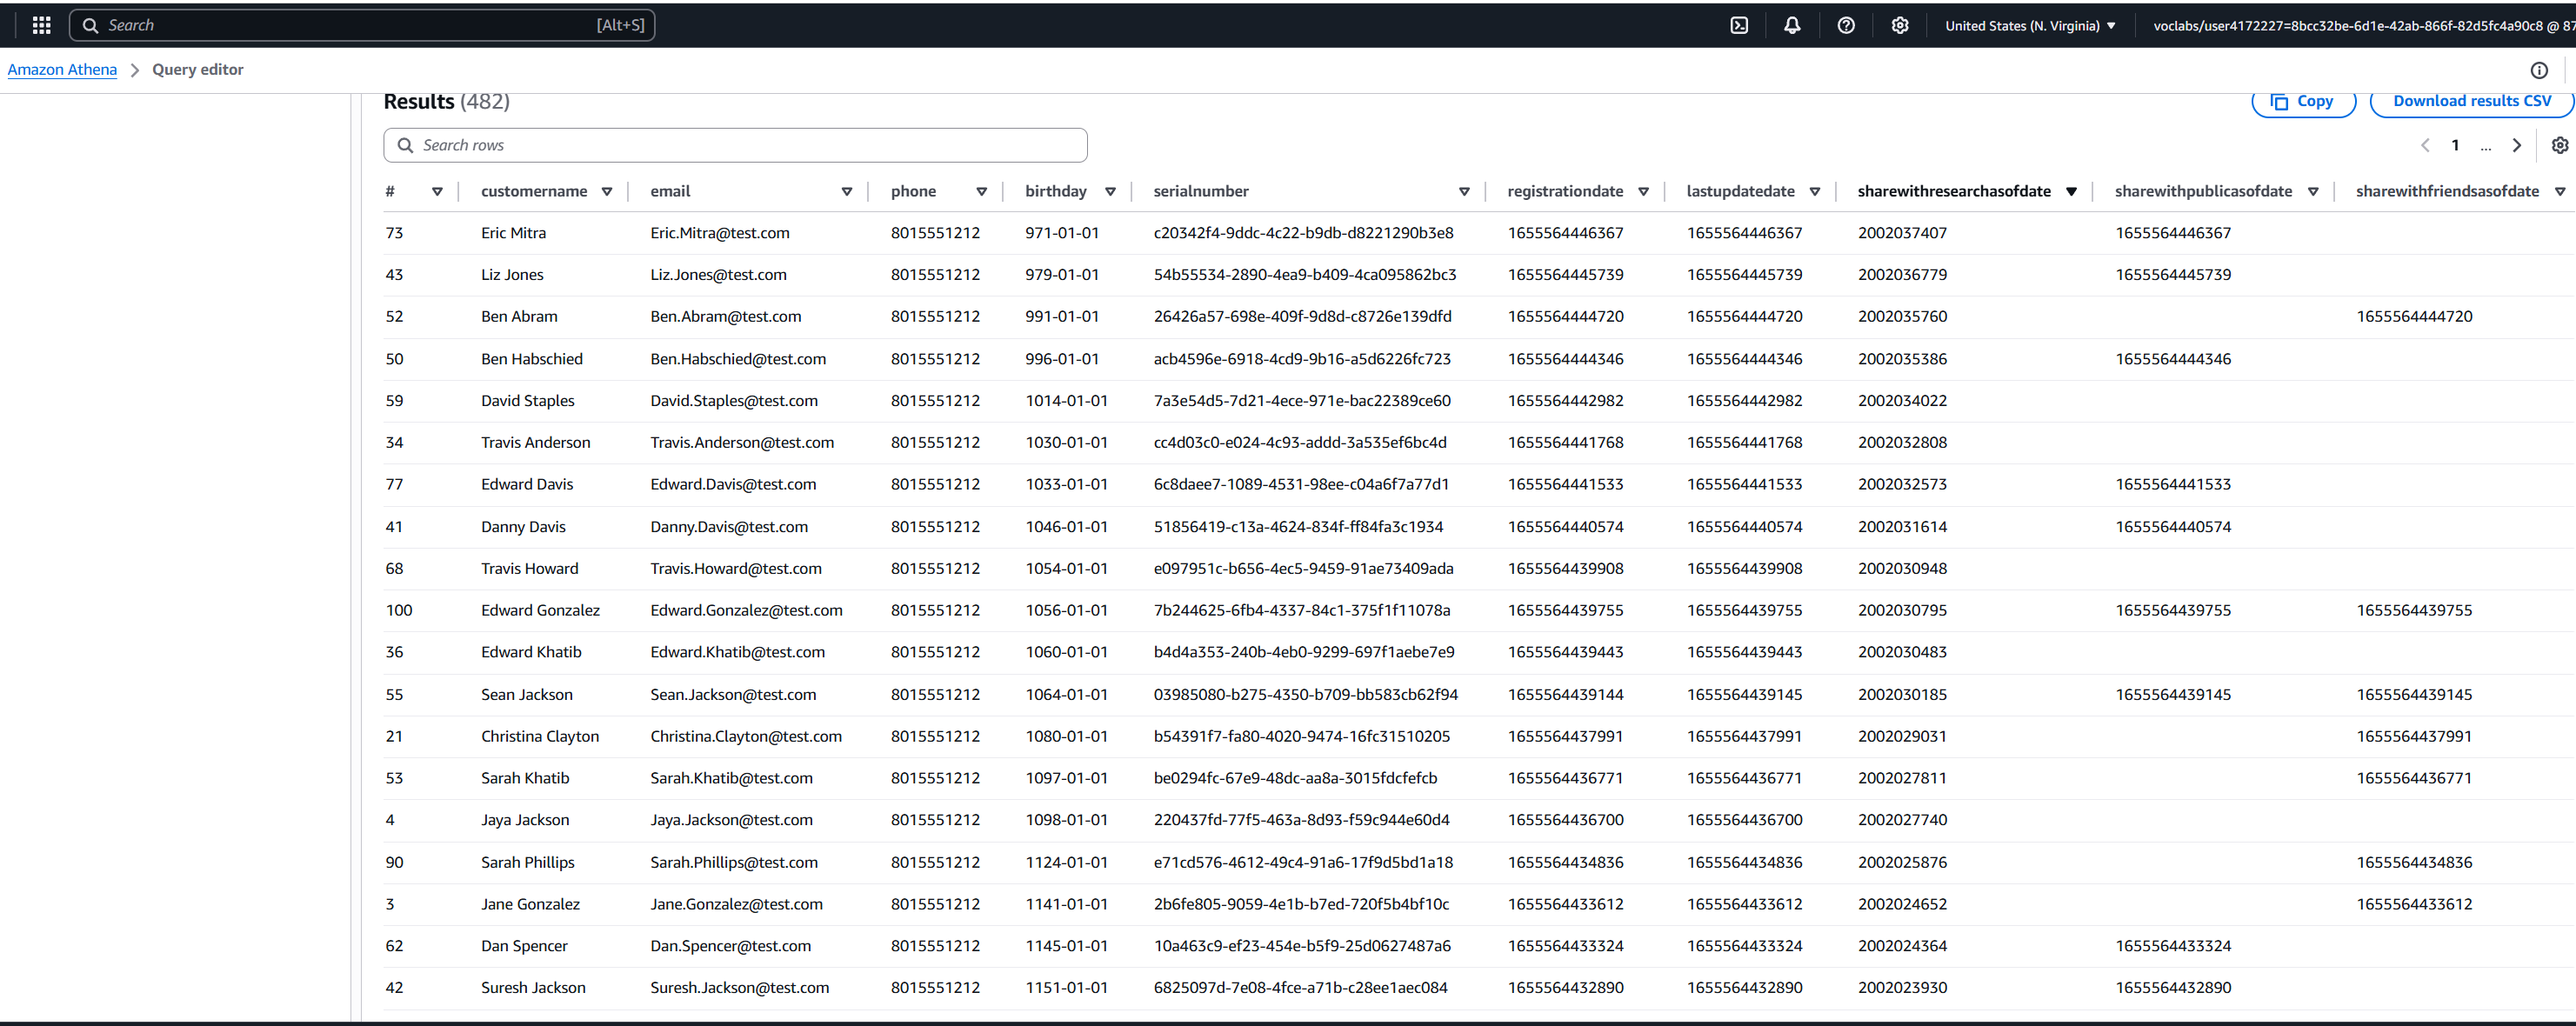 Search [Alt+S] United States (N. Virginia) voclabs/user4172227=8bcc32be-6d1e-42ab-866f-82d5fc4a90c8 @ 87
Amazon Athena Query editor
Results (482) Copy Download results CSV
Search rows 1 ...
# customername email phone birthday serialnumber registrationdate lastupdatedate sharewithresearchasofdate sharewithpublicasofdate sharewithfriendsasofdate
73 Eric Mitra Eric.Mitra@test.com 8015551212 971-01-01 c20342f4-9ddc-4c22-b9db-d8221290b3e8 1655564446367 1655564446367 2002037407 1655564446367
43 Liz Jones Liz.Jones@test.com 8015551212 979-01-01 54b55534-2890-4ea9-b409-4ca095862bc3 1655564445739 1655564445739 2002036779 1655564445739
52 Ben Abram Ben.Abram@test.com 8015551212 991-01-01 26426a57-698e-409f-9d8d-c8726e139dfd 1655564444720 1655564444720 2002035760 1655564444720
50 Ben Habschied Ben.Habschied@test.com 8015551212 996-01-01 acb4596e-6918-4cd9-9b16-a5d6226fc723 1655564444346 1655564444346 2002035386 1655564444346
59 David Staples David.Staples@test.com 8015551212 1014-01-01 7a3e54d5-7d21-4ece-971e-bac22389ce60 1655564442982 1655564442982 2002034022
34 Travis Anderson Travis.Anderson@test.com 8015551212 1030-01-01 cc4d03c0-e024-4c93-addd-3a535ef6bc4d 1655564441768 1655564441768 2002032808
77 Edward Davis Edward.Davis@test.com 8015551212 1033-01-01 6c8daee7-1089-4531-98ee-c04a6f7a77d1 1655564441533 1655564441533 2002032573 1655564441533
41 Danny Davis Danny.Davis@test.com 8015551212 1046-01-01 51856419-c13a-4624-834f-ff84fa3c1934 1655564440574 1655564440574 2002031614 1655564440574
68 Travis Howard Travis.Howard@test.com 8015551212 1054-01-01 e097951c-b656-4ec5-9459-91ae73409ada 1655564439908 1655564439908 2002030948
100 Edward Gonzalez Edward.Gonzalez@test.com 8015551212 1056-01-01 7b244625-6fb4-4337-84c1-375f1f11078a 1655564439755 1655564439755 2002030795 1655564439755 1655564439755
36 Edward Khatib Edward.Khatib@test.com 8015551212 1060-01-01 b4d4a353-240b-4eb0-9299-697f1aebe7e9 1655564439443 1655564439443 2002030483
55 Sean Jackson Sean.Jackson@test.com 8015551212 1064-01-01 03985080-b275-4350-b709-bb583cb62f94 1655564439144 1655564439145 2002030185 1655564439145 1655564439145
21 Christina Clayton Christina.Clayton@test.com 8015551212 1080-01-01 b54391f7-fa80-4020-9474-16fc31510205 1655564437991 1655564437991 2002029031 1655564437991
53 Sarah Khatib Sarah.Khatib@test.com 8015551212 1097-01-01 be0294fc-67e9-48dc-aa8a-3015fdcfefcb 1655564436771 1655564436771 2002027811 1655564436771
4 Jaya Jackson Jaya.Jackson@test.com 8015551212 1098-01-01 220437fd-77f5-463a-8d93-f59c944e60d4 1655564436700 1655564436700 2002027740
90 Sarah Phillips Sarah.Phillips@test.com 8015551212 1124-01-01 e71cd576-4612-49c4-91a6-17f9d5bd1a18 1655564434836 1655564434836 2002025876 1655564434836
3 Jane Gonzalez Jane.Gonzalez@test.com 8015551212 1141-01-01 2b6fe805-9059-4e1b-b7ed-720f5b4bf10c 1655564433612 1655564433612 2002024652 1655564433612
62 Dan Spencer Dan.Spencer@test.com 8015551212 1145-01-01 10a463c9-ef23-454e-b5f9-25d0627487a6 1655564433324 1655564433324 2002024364 1655564433324
42 Suresh Jackson Suresh.Jackson@test.com 8015551212 1151-01-01 6825097d-7e08-4fce-a71b-c28ee1aec084 1655564432890 1655564432890 2002023930 1655564432890